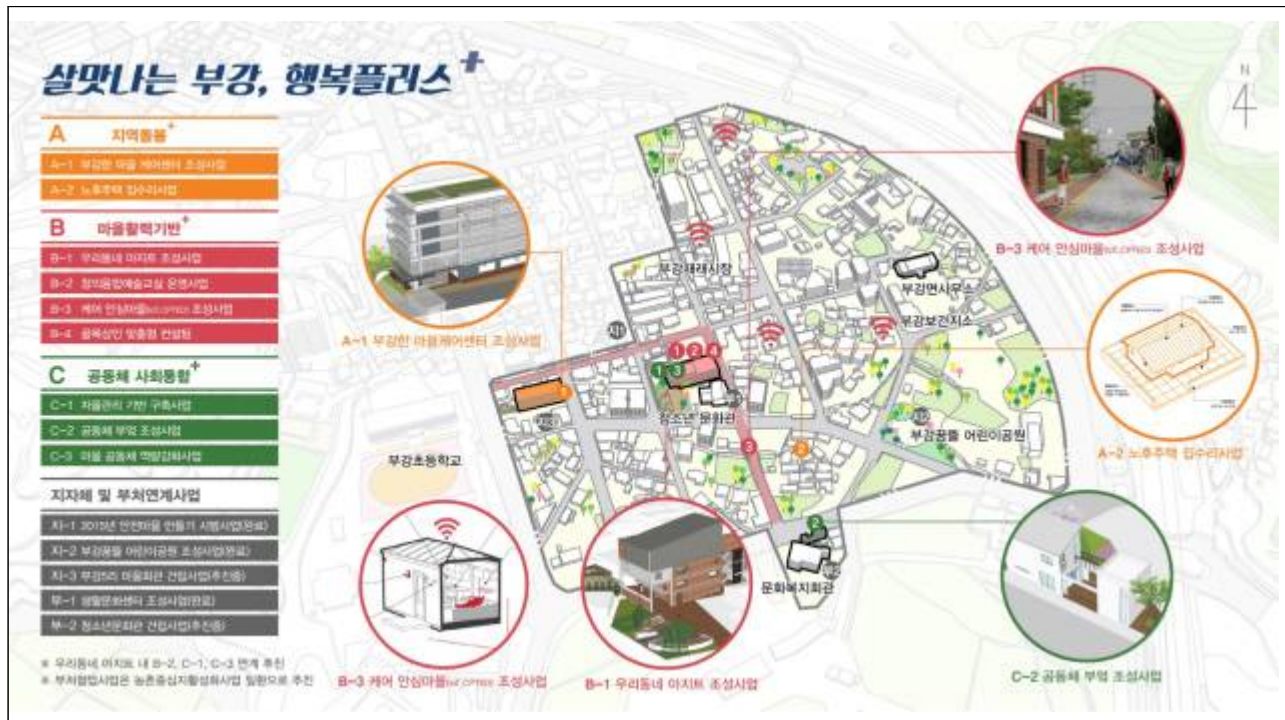 살맛나는 부강, 행복플러스+
A 지역돌봄+
A-1 부강한 마을 케어센터 조성사업
A-2 노후주택 집수리사업
B 마을활력기반+
B-1 우리동네 아지트 조성사업
B-2 창의융합예술교실 운영사업
B-3 케어 안심마을 조성사업
B-4 골목상인 맞춤형 컨설팅
C 공동체 사회통합+
C-1 자율관리 기반 구축사업
C-2 공동체 부엌 조성사업
C-3 마을 공동체 역량강화사업
지자체 및 부처연계사업
지-1 2015년 안전마을 만들기 시범사업(완료)
지-2 부강꿈뜰 어린이공원 조성사업(완료)
지-3 부강5리 마을회관 건립사업(추진중)
부-1 생활문화센터 조성사업(완료)
부-2 청소년문화관 건립사업(추진중)
※ 우리동네 아지트 내 B-2, C-1, C-3 연계 추진
※ 부처협업사업은 농촌중심지활성화사업 일환으로 추진
N
B-3 케어 안심마을 조성사업
부강재래시장
부강면사무소
부강보건지소
A-1 부강한 마을케어센터 조성사업
지1
1 2 4
1 3
청소년 문화관
부강꿈뜰 어린이공원
A-2 노후주택 집수리사업
3
2
부강초등학교
2
문화복지회관
B-3 케어 안심마을 조성사업
B-1 우리동네 아지트 조성사업
C-2 공동체 부엌 조성사업